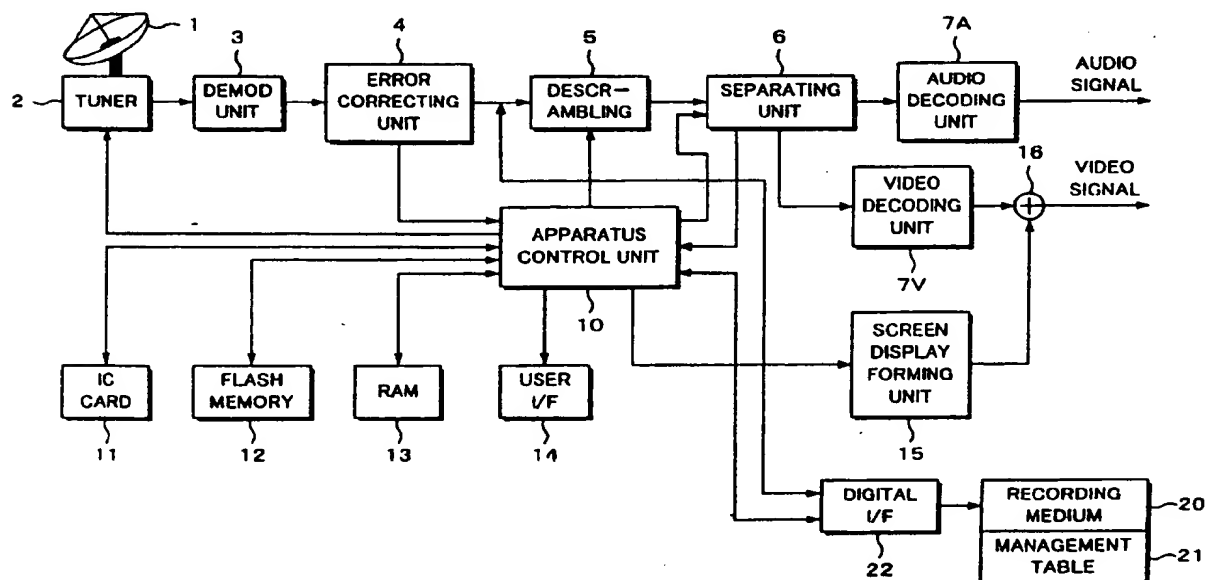 1
2
TUNER
3
DEMOD
UNIT
4
ERROR
CORRECTING
UNIT
5
DESCR-
AMBLING
6
SEPARATING
UNIT
7A
AUDIO
DECODING
UNIT
AUDIO
SIGNAL
16
VIDEO
SIGNAL
VIDEO
DECODING
UNIT
7V
APPARATUS
CONTROL UNIT
10
SCREEN
DISPLAY
FORMING
UNIT
15
IC
CARD
11
FLASH
MEMORY
12
RAM
13
USER
I/F
14
DIGITAL
I/F
22
RECORDING
MEDIUM
20
MANAGEMENT
TABLE
21